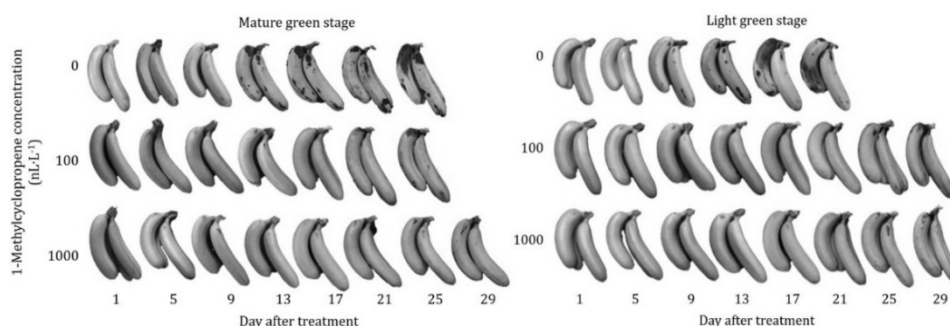 Mature green stage
Light green stage
1-Methylcyclopropene concentration
(nL·L⁻¹)
0
100
1000
0
100
1000
1 5 9 13 17 21 25 29
1 5 9 13 17 21 25 29
Day after treatment
Day after treatment